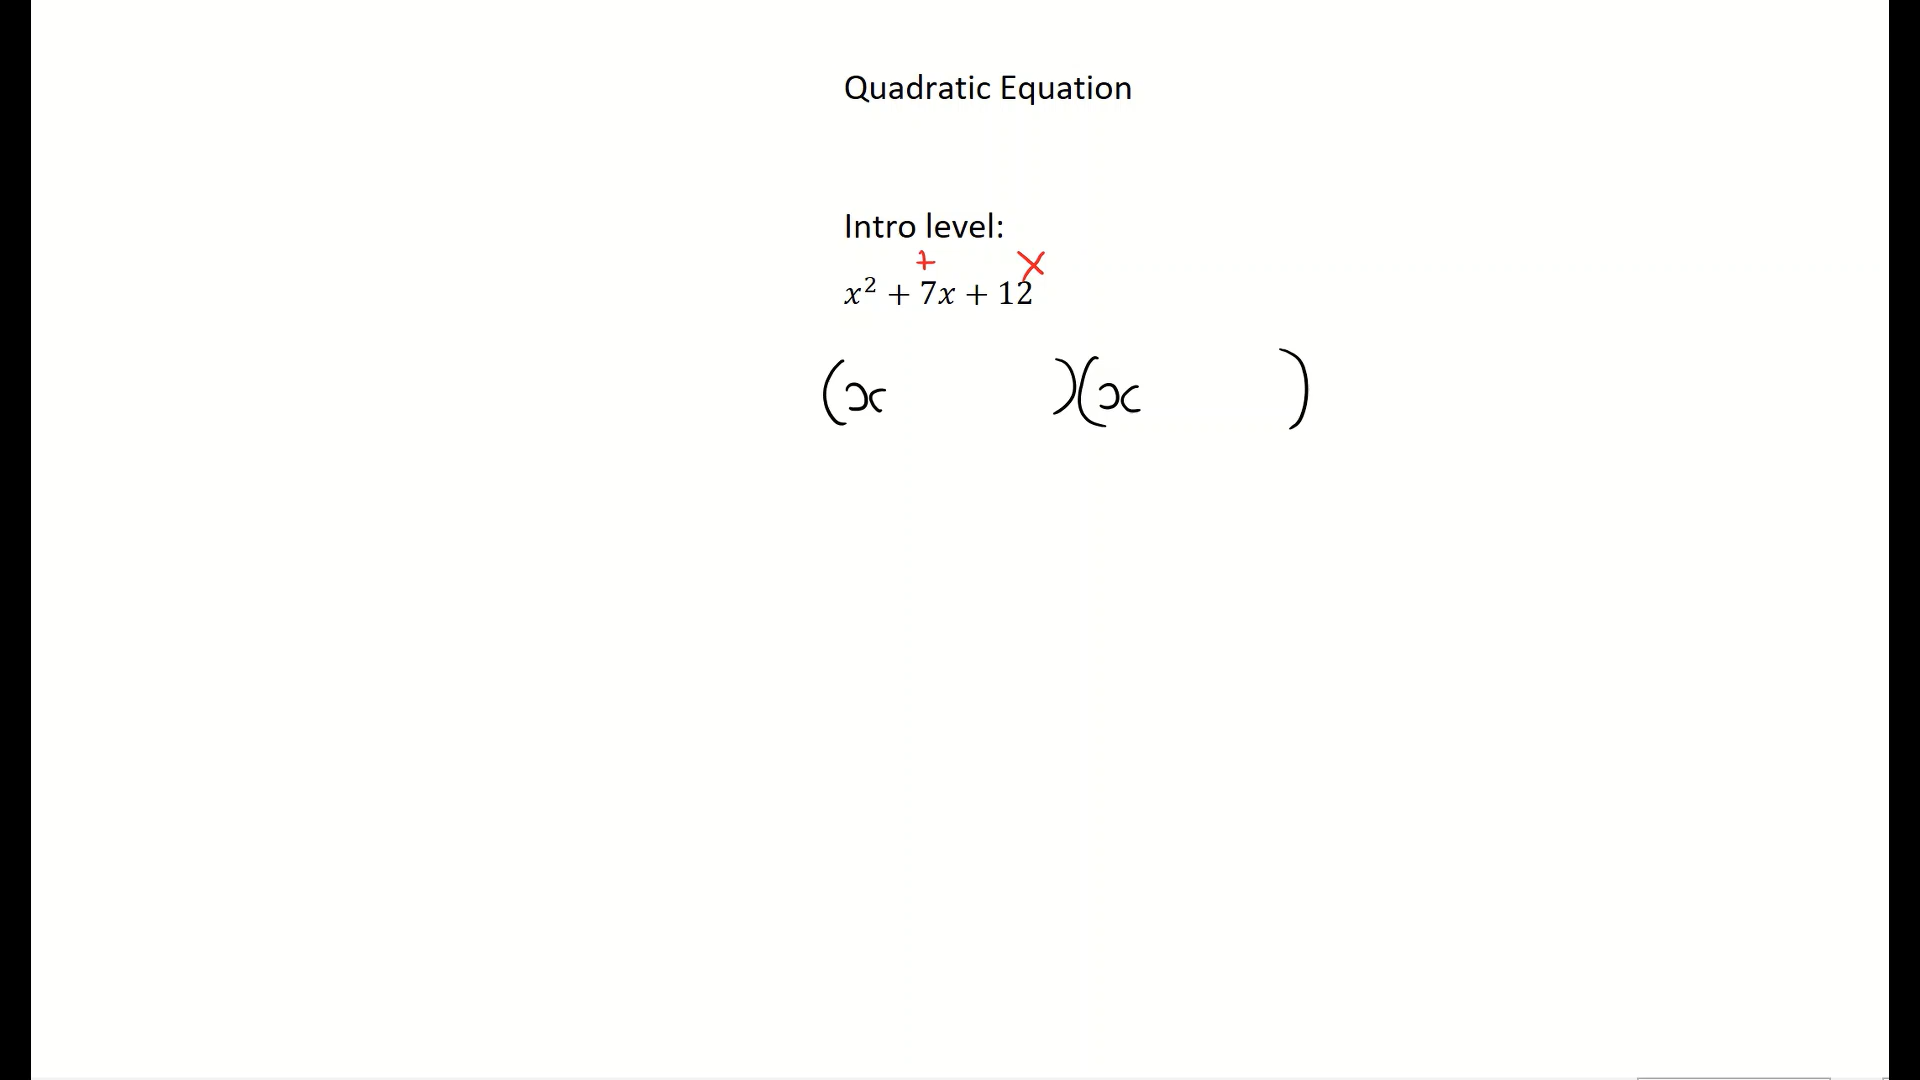 Quadratic Equation
Intro level:
+ ×
x² + 7x + 12
(x )(x )